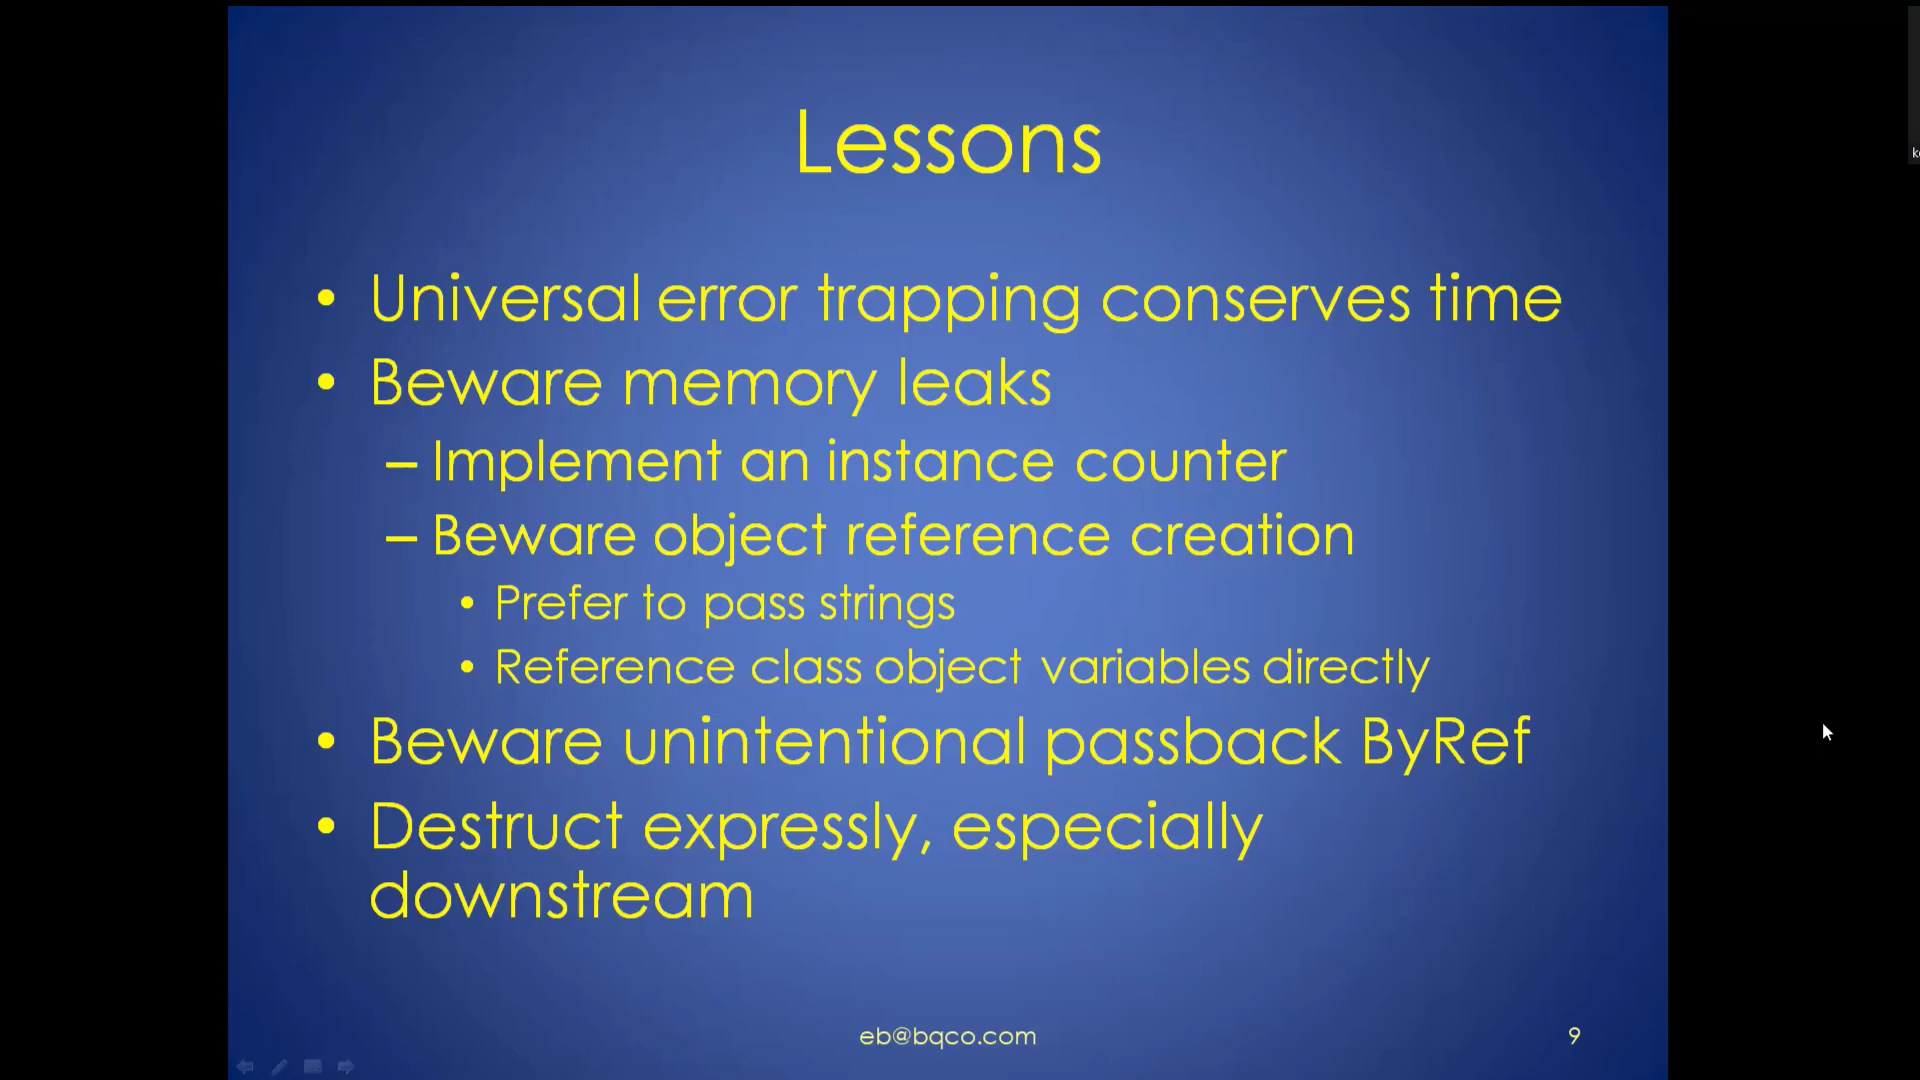 Lessons
• Universal error trapping conserves time
• Beware memory leaks
– Implement an instance counter
– Beware object reference creation
• Prefer to pass strings
• Reference class object variables directly
• Beware unintentional passback ByRef
• Destruct expressly, especially
downstream
eb@bqco.com
9